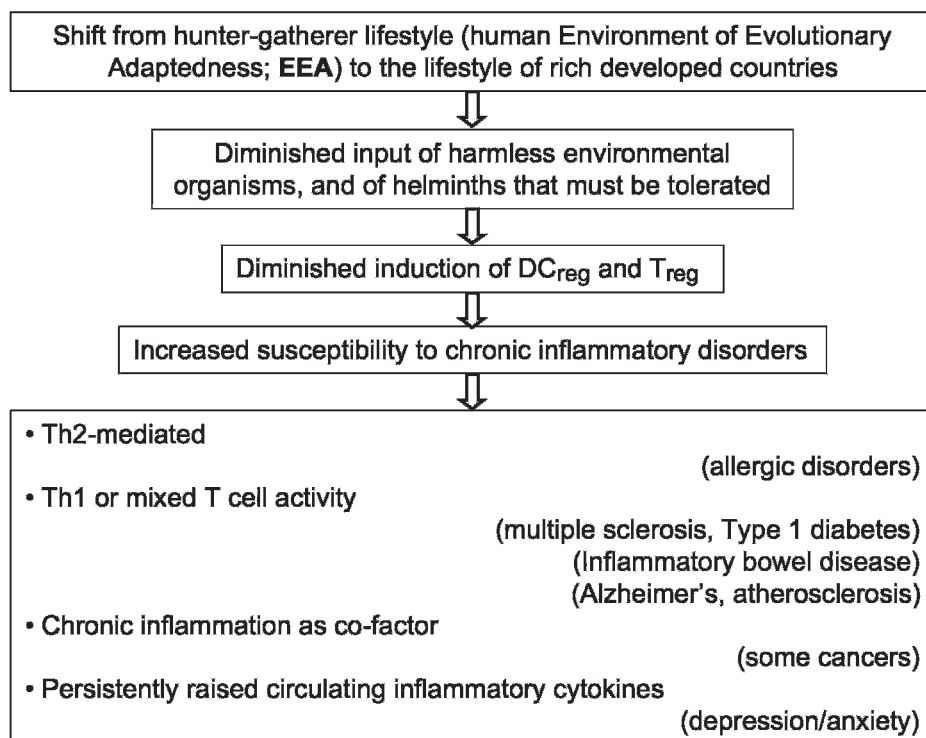 Shift from hunter-gatherer lifestyle (human Environment of Evolutionary
Adaptedness; EEA) to the lifestyle of rich developed countries
Diminished input of harmless environmental
organisms, and of helminths that must be tolerated
Diminished induction of DCreg and Treg
Increased susceptibility to chronic inflammatory disorders
• Th2-mediated
(allergic disorders)
• Th1 or mixed T cell activity
(multiple sclerosis, Type 1 diabetes)
(Inflammatory bowel disease)
(Alzheimer's, atherosclerosis)
• Chronic inflammation as co-factor
(some cancers)
• Persistently raised circulating inflammatory cytokines
(depression/anxiety)